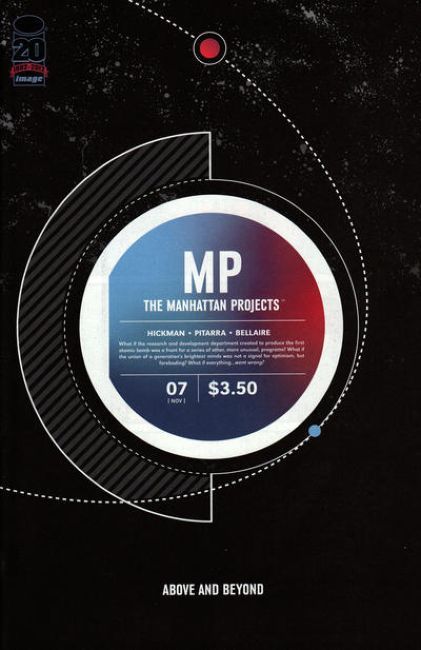 20
1992-2012
image
MP
THE MANHATTAN PROJECTS™
HICKMAN • PITARRA • BELLAIRE
What if the research and development department created to produce the first
atomic bomb was a front for a series of other, more unusual, programs? What if
the union of a generation's brightest minds was not a signal for optimism, but
foreboding? What if everything...went wrong?
07
[ NOV ]
$3.50
ABOVE AND BEYOND